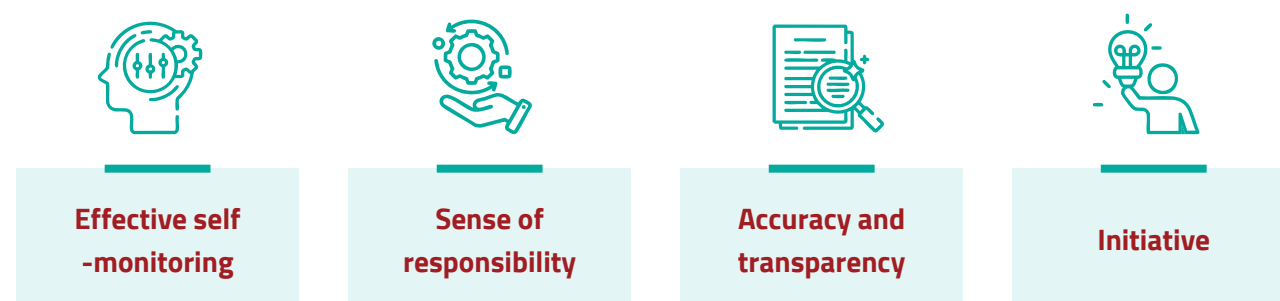 Effective self
-monitoring
Sense of
responsibility
Accuracy and
transparency
Initiative